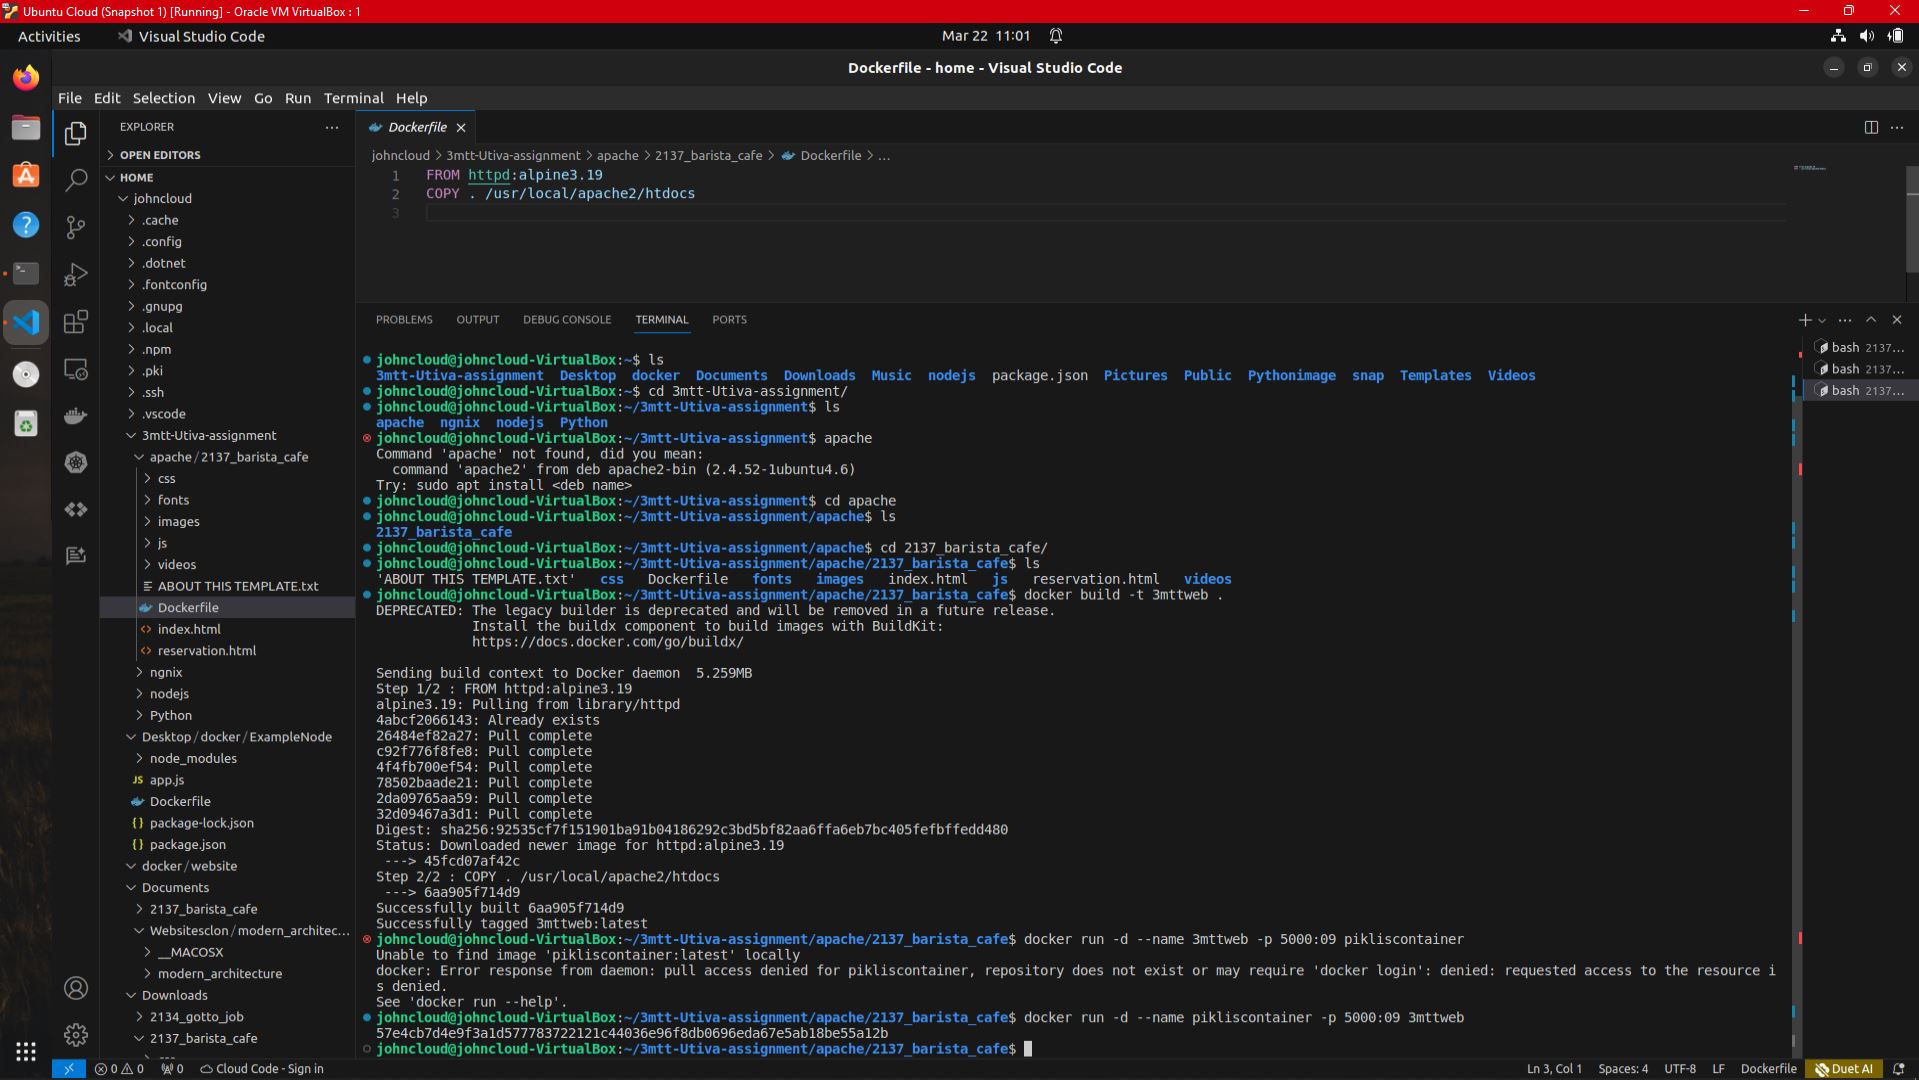 Ubuntu Cloud (Snapshot 1) [Running] - Oracle VM VirtualBox : 1
Activities
Visual Studio Code
Mar 22 11:01
Dockerfile - home - Visual Studio Code
File Edit Selection View Go Run Terminal Help
EXPLORER
OPEN EDITORS
HOME
johncloud
.cache
.config
.dotnet
.fontconfig
.gnupg
.local
.npm
.pki
.ssh
.vscode
3mtt-Utiva-assignment
apache / 2137_barista_cafe
css
fonts
images
js
videos
ABOUT THIS TEMPLATE.txt
Dockerfile
index.html
reservation.html
ngnix
nodejs
Python
Desktop / docker / ExampleNode
node_modules
JS app.js
Dockerfile
{} package-lock.json
{} package.json
docker / website
Documents
2137_barista_cafe
Websitesclon / modern_architec...
__MACOSX
modern_architecture
Downloads
2134_gotto_job
2137_barista_cafe
Dockerfile
johncloud > 3mtt-Utiva-assignment > apache > 2137_barista_cafe > Dockerfile > ...
1 FROM httpd:alpine3.19
2 COPY . /usr/local/apache2/htdocs
3
PROBLEMS OUTPUT DEBUG CONSOLE TERMINAL PORTS
bash 2137...
bash 2137...
bash 2137...
johncloud@johncloud-VirtualBox:~$ ls
3mtt-Utiva-assignment Desktop docker Documents Downloads Music nodejs package.json Pictures Public Pythonimage snap Templates Videos
johncloud@johncloud-VirtualBox:~$ cd 3mtt-Utiva-assignment/
johncloud@johncloud-VirtualBox:~/3mtt-Utiva-assignment$ ls
apache ngnix nodejs Python
johncloud@johncloud-VirtualBox:~/3mtt-Utiva-assignment$ apache
Command 'apache' not found, did you mean:
command 'apache2' from deb apache2-bin (2.4.52-1ubuntu4.6)
Try: sudo apt install <deb name>
johncloud@johncloud-VirtualBox:~/3mtt-Utiva-assignment$ cd apache
johncloud@johncloud-VirtualBox:~/3mtt-Utiva-assignment/apache$ ls
2137_barista_cafe
johncloud@johncloud-VirtualBox:~/3mtt-Utiva-assignment/apache$ cd 2137_barista_cafe/
johncloud@johncloud-VirtualBox:~/3mtt-Utiva-assignment/apache/2137_barista_cafe$ ls
'ABOUT THIS TEMPLATE.txt' css Dockerfile fonts images index.html js reservation.html videos
johncloud@johncloud-VirtualBox:~/3mtt-Utiva-assignment/apache/2137_barista_cafe$ docker build -t 3mttweb .
DEPRECATED: The legacy builder is deprecated and will be removed in a future release.
Install the buildx component to build images with BuildKit:
https://docs.docker.com/go/buildx/
Sending build context to Docker daemon 5.259MB
Step 1/2 : FROM httpd:alpine3.19
alpine3.19: Pulling from library/httpd
4abcf2066143: Already exists
26484ef82a27: Pull complete
c92f776f8fe8: Pull complete
4f4fb700ef54: Pull complete
78502baade21: Pull complete
2da09765aa59: Pull complete
32d09467a3d1: Pull complete
Digest: sha256:92535cf7f151901ba91b04186292c3bd5bf82aa6ffa6eb7bc405fefbffedd480
Status: Downloaded newer image for httpd:alpine3.19
---> 45fcd07af42c
Step 2/2 : COPY . /usr/local/apache2/htdocs
---> 6aa905f714d9
Successfully built 6aa905f714d9
Successfully tagged 3mttweb:latest
johncloud@johncloud-VirtualBox:~/3mtt-Utiva-assignment/apache/2137_barista_cafe$ docker run -d --name 3mttweb -p 5000:09 pikliscontainer
Unable to find image 'pikliscontainer:latest' locally
docker: Error response from daemon: pull access denied for pikliscontainer, repository does not exist or may require 'docker login': denied: requested access to the resource i
s denied.
See 'docker run --help'.
johncloud@johncloud-VirtualBox:~/3mtt-Utiva-assignment/apache/2137_barista_cafe$ docker run -d --name pikliscontainer -p 5000:09 3mttweb
57e4cb7d4e9f3a1d577783722121c44036e96f8db0696eda67e5ab18be55a12b
johncloud@johncloud-VirtualBox:~/3mtt-Utiva-assignment/apache/2137_barista_cafe$
0 0 0 Cloud Code - Sign in
Ln 3, Col 1 Spaces: 4 UTF-8 LF Dockerfile Duet AI